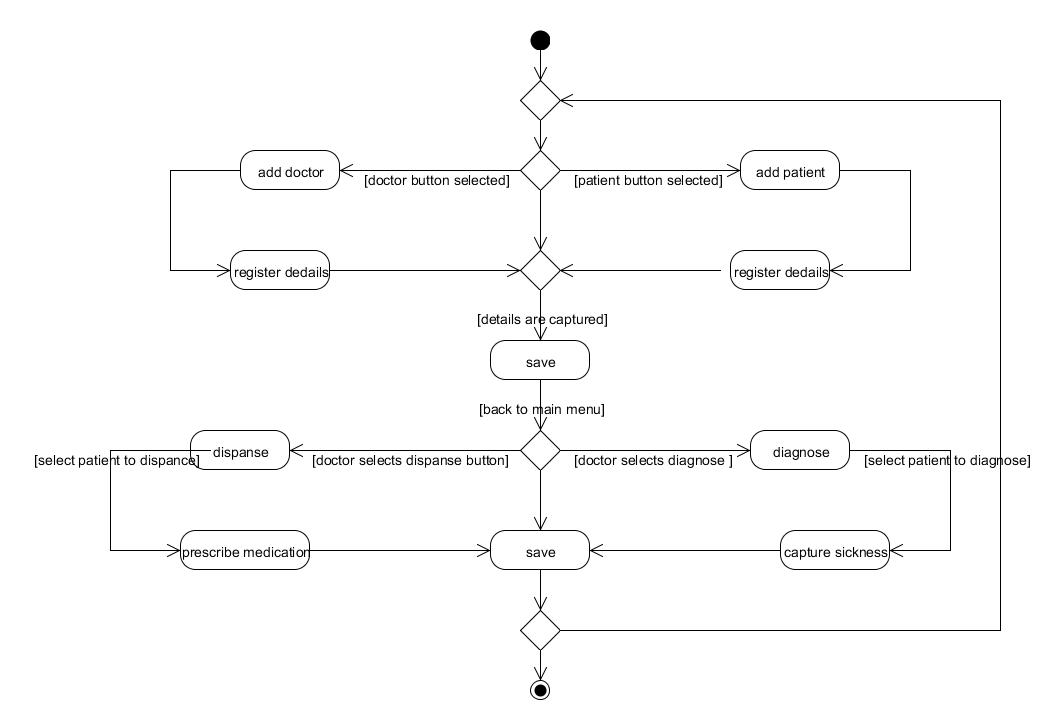 add doctor
[doctor button selected]
[patient button selected]
add patient
register dedails
register dedails
[details are captured]
save
[back to main menu]
[select patient to dispance]
dispanse
[doctor selects dispanse button]
[doctor selects diagnose ]
diagnose
[select patient to diagnose]
prescribe medication
save
capture sickness